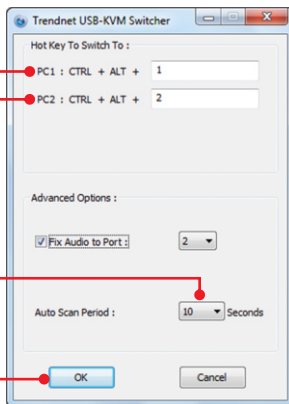 Trendnet USB-KVM Switcher
Hot Key To Switch To :
PC1 : CTRL + ALT + 1
PC2 : CTRL + ALT + 2
Advanced Options :
Fix Audio to Port : 2
Auto Scan Period : 10 Seconds
OK Cancel